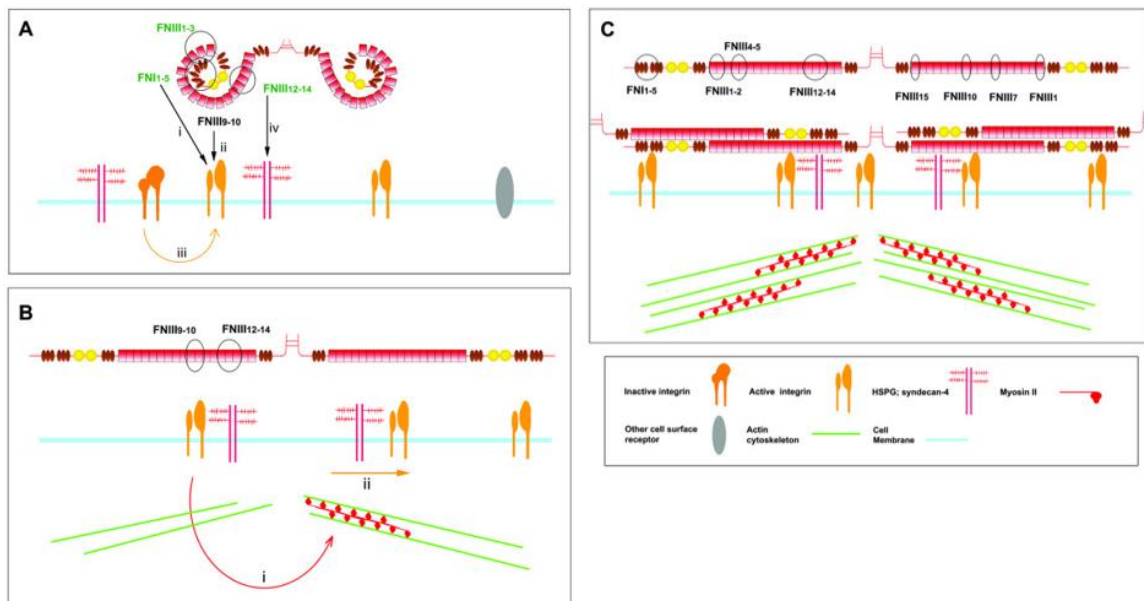 A
FNIII1-3
FNI1-5
FNIII12-14
FNIII9-10
i
ii
iv
iii
B
FNIII9-10
FNIII12-14
ii
i
C
FNIII4-5
FNI1-5
FNIII1-2
FNIII12-14
FNIII15
FNIII10
FNIII7
FNIII1
Inactive integrin
Active integrin
HSPG; syndecan-4
Myosin II
Other cell surface
receptor
Actin
cytoskeleton
Cell
Membrane